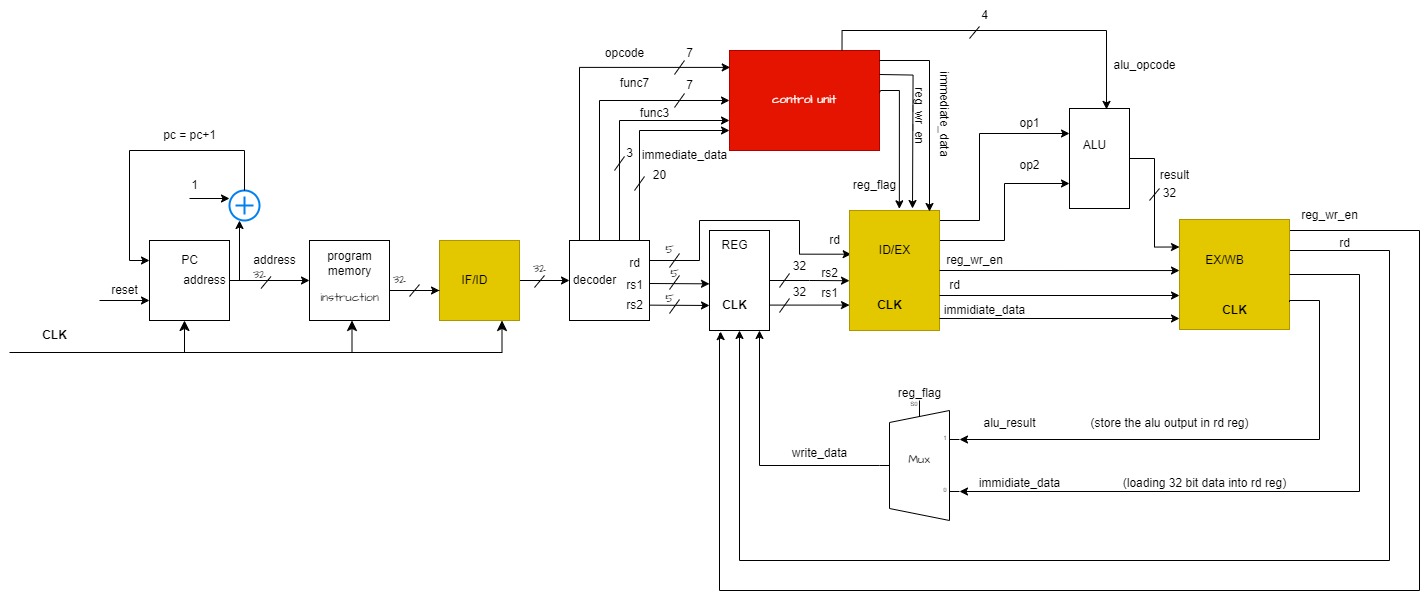 4
opcode
7
func7
7
func3
3
immediate_data
20
control unit
immediate_data
reg_wr_en
reg_flag
alu_opcode
op1
op2
ALU
result
32
pc = pc+1
1
PC
address
reset
CLK
address
32
program
memory
instruction
32
IF/ID
32
decoder
rd
rs1
rs2
5
5
5
REG
CLK
32
32
rd
rs2
rs1
ID/EX
CLK
reg_wr_en
rd
immidiate_data
EX/WB
CLK
reg_wr_en
rd
reg_flag
S0
Mux
1
0
alu_result
(store the alu output in rd reg)
write_data
immidiate_data
(loading 32 bit data into rd reg)